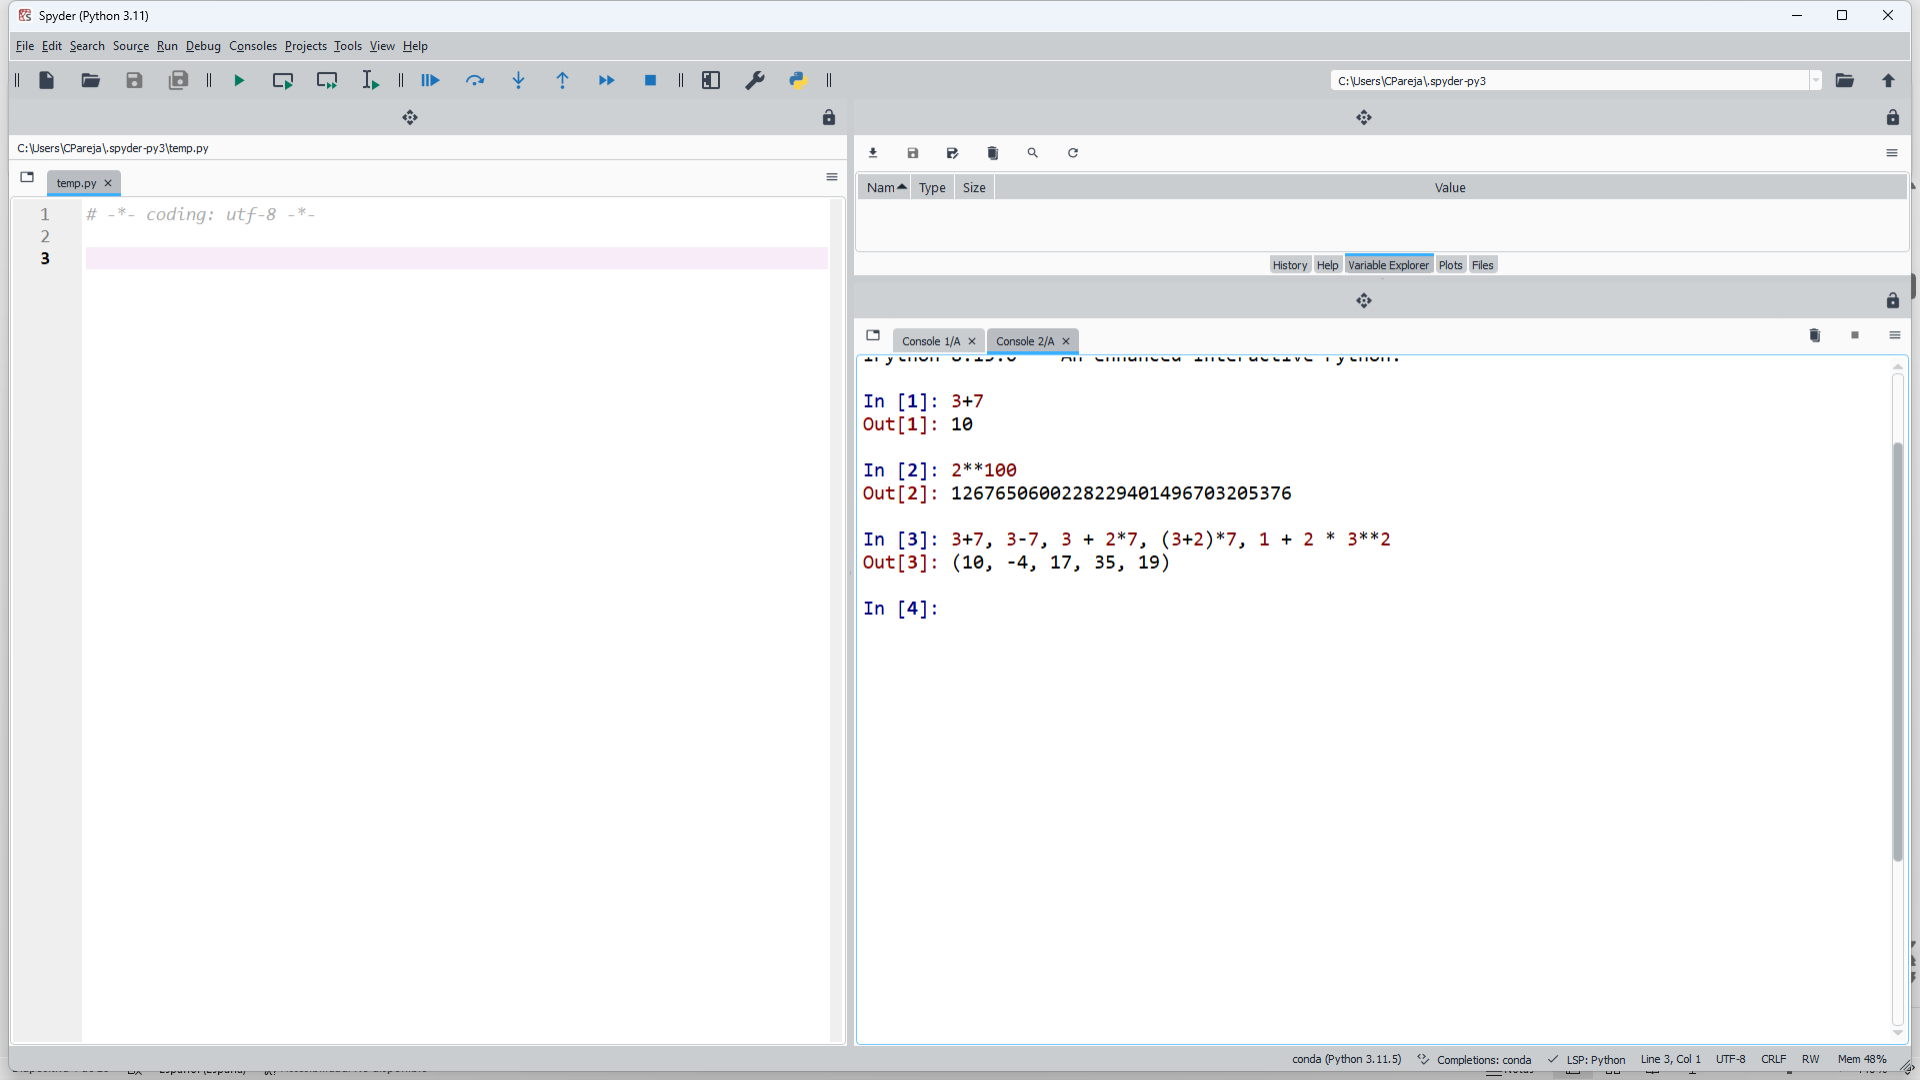 Spyder (Python 3.11)
File Edit Search Source Run Debug Consoles Projects Tools View Help
C:\Users\CPareja\.spyder-py3
C:\Users\CPareja\.spyder-py3\temp.py
temp.py
1 # -*- coding: utf-8 -*-
2
3
Nam Type Size Value
History Help Variable Explorer Plots Files
Console 1/A Console 2/A
An enhanced Interactive Python.
In [1]: 3+7
Out[1]: 10
In [2]: 2**100
Out[2]: 1267650600228229401496703205376
In [3]: 3+7, 3-7, 3 + 2*7, (3+2)*7, 1 + 2 * 3**2
Out[3]: (10, -4, 17, 35, 19)
In [4]:
conda (Python 3.11.5) Completions: conda LSP: Python Line 3, Col 1 UTF-8 CRLF RW Mem 48%